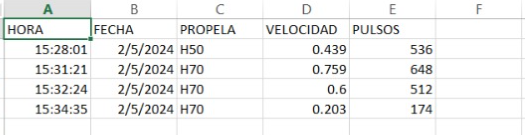 A B C D E F
HORA FECHA PROPELA VELOCIDAD PULSOS
15:28:01 2/5/2024 H50 0.439 536
15:31:21 2/5/2024 H70 0.759 648
15:32:24 2/5/2024 H70 0.6 512
15:34:35 2/5/2024 H70 0.203 174